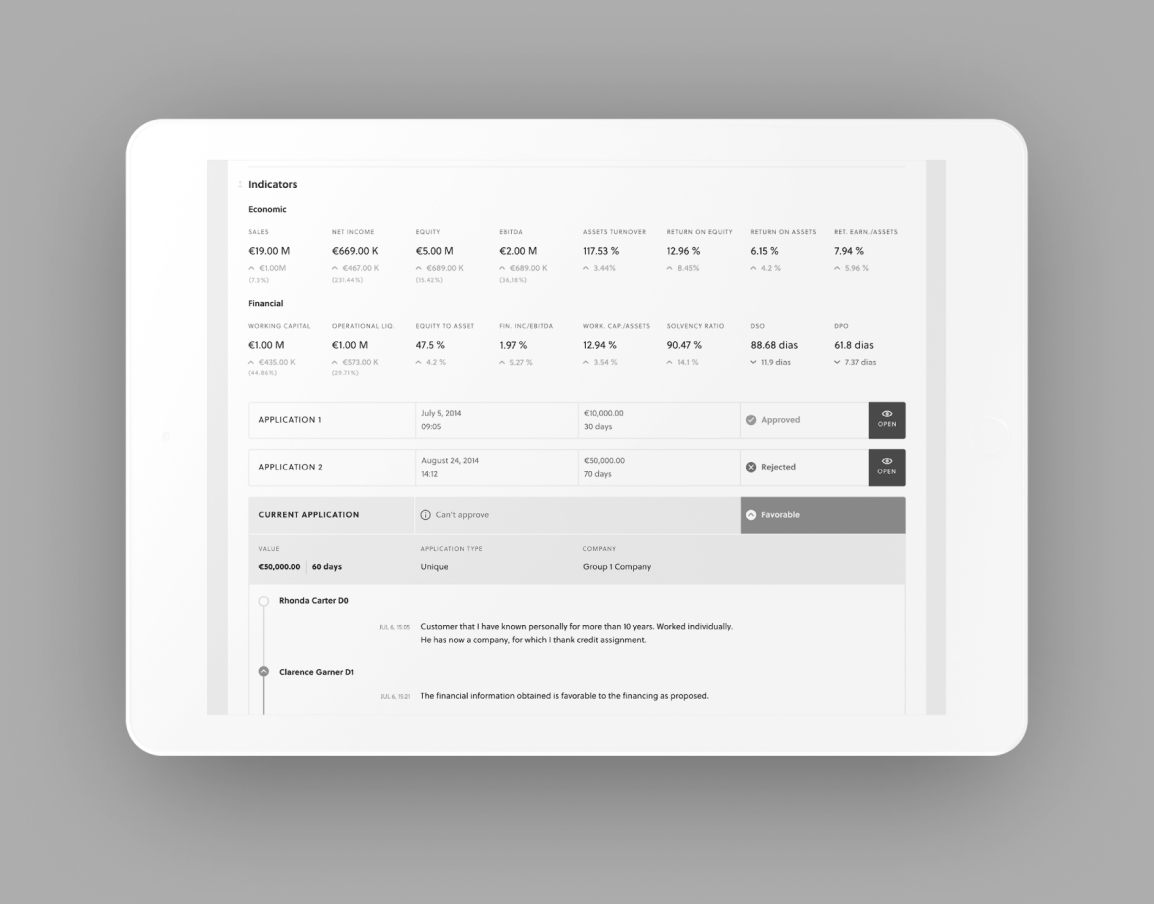 Indicators
Economic
SALES NET INCOME EQUITY EBITDA ASSETS TURNOVER RETURN ON EQUITY RETURN ON ASSETS RET. EARN./ASSETS
€19.00 M €669.00 K €5.00 M €2.00 M 117.53 % 12.96 % 6.15 % 7.94 %
€1.00M €467.00 K €689.00 K €689.00 K 3.44% 8.45% 4.2 % 5.96 %
(7.3%) (231.44%) (15.42%) (36,18%)
Financial
WORKING CAPITAL OPERATIONAL LIQ. EQUITY TO ASSET FIN. INC/EBITDA WORK. CAP./ASSETS SOLVENCY RATIO DSO DPO
€1.00 M €1.00 M 47.5 % 1.97 % 12.94 % 90.47 % 88.68 dias 61.8 dias
€435.00 K €573.00 K 4.2 % 5.27 % 3.54 % 14.1 % 11.9 dias 7.37 dias
(44.86%) (29.71%)
APPLICATION 1
July 5, 2014
09:05
€10,000.00
30 days
Approved
OPEN
APPLICATION 2
August 24, 2014
14:12
€50,000.00
70 days
Rejected
OPEN
CURRENT APPLICATION Can't approve Favorable
VALUE APPLICATION TYPE COMPANY
€50,000.00 60 days Unique Group 1 Company
Rhonda Carter D0
JUL 6, 15:05 Customer that I have known personally for more than 10 years. Worked individually.
He has now a company, for which I thank credit assignment.
Clarence Garner D1
JUL 6, 15:21 The financial information obtained is favorable to the financing as proposed.